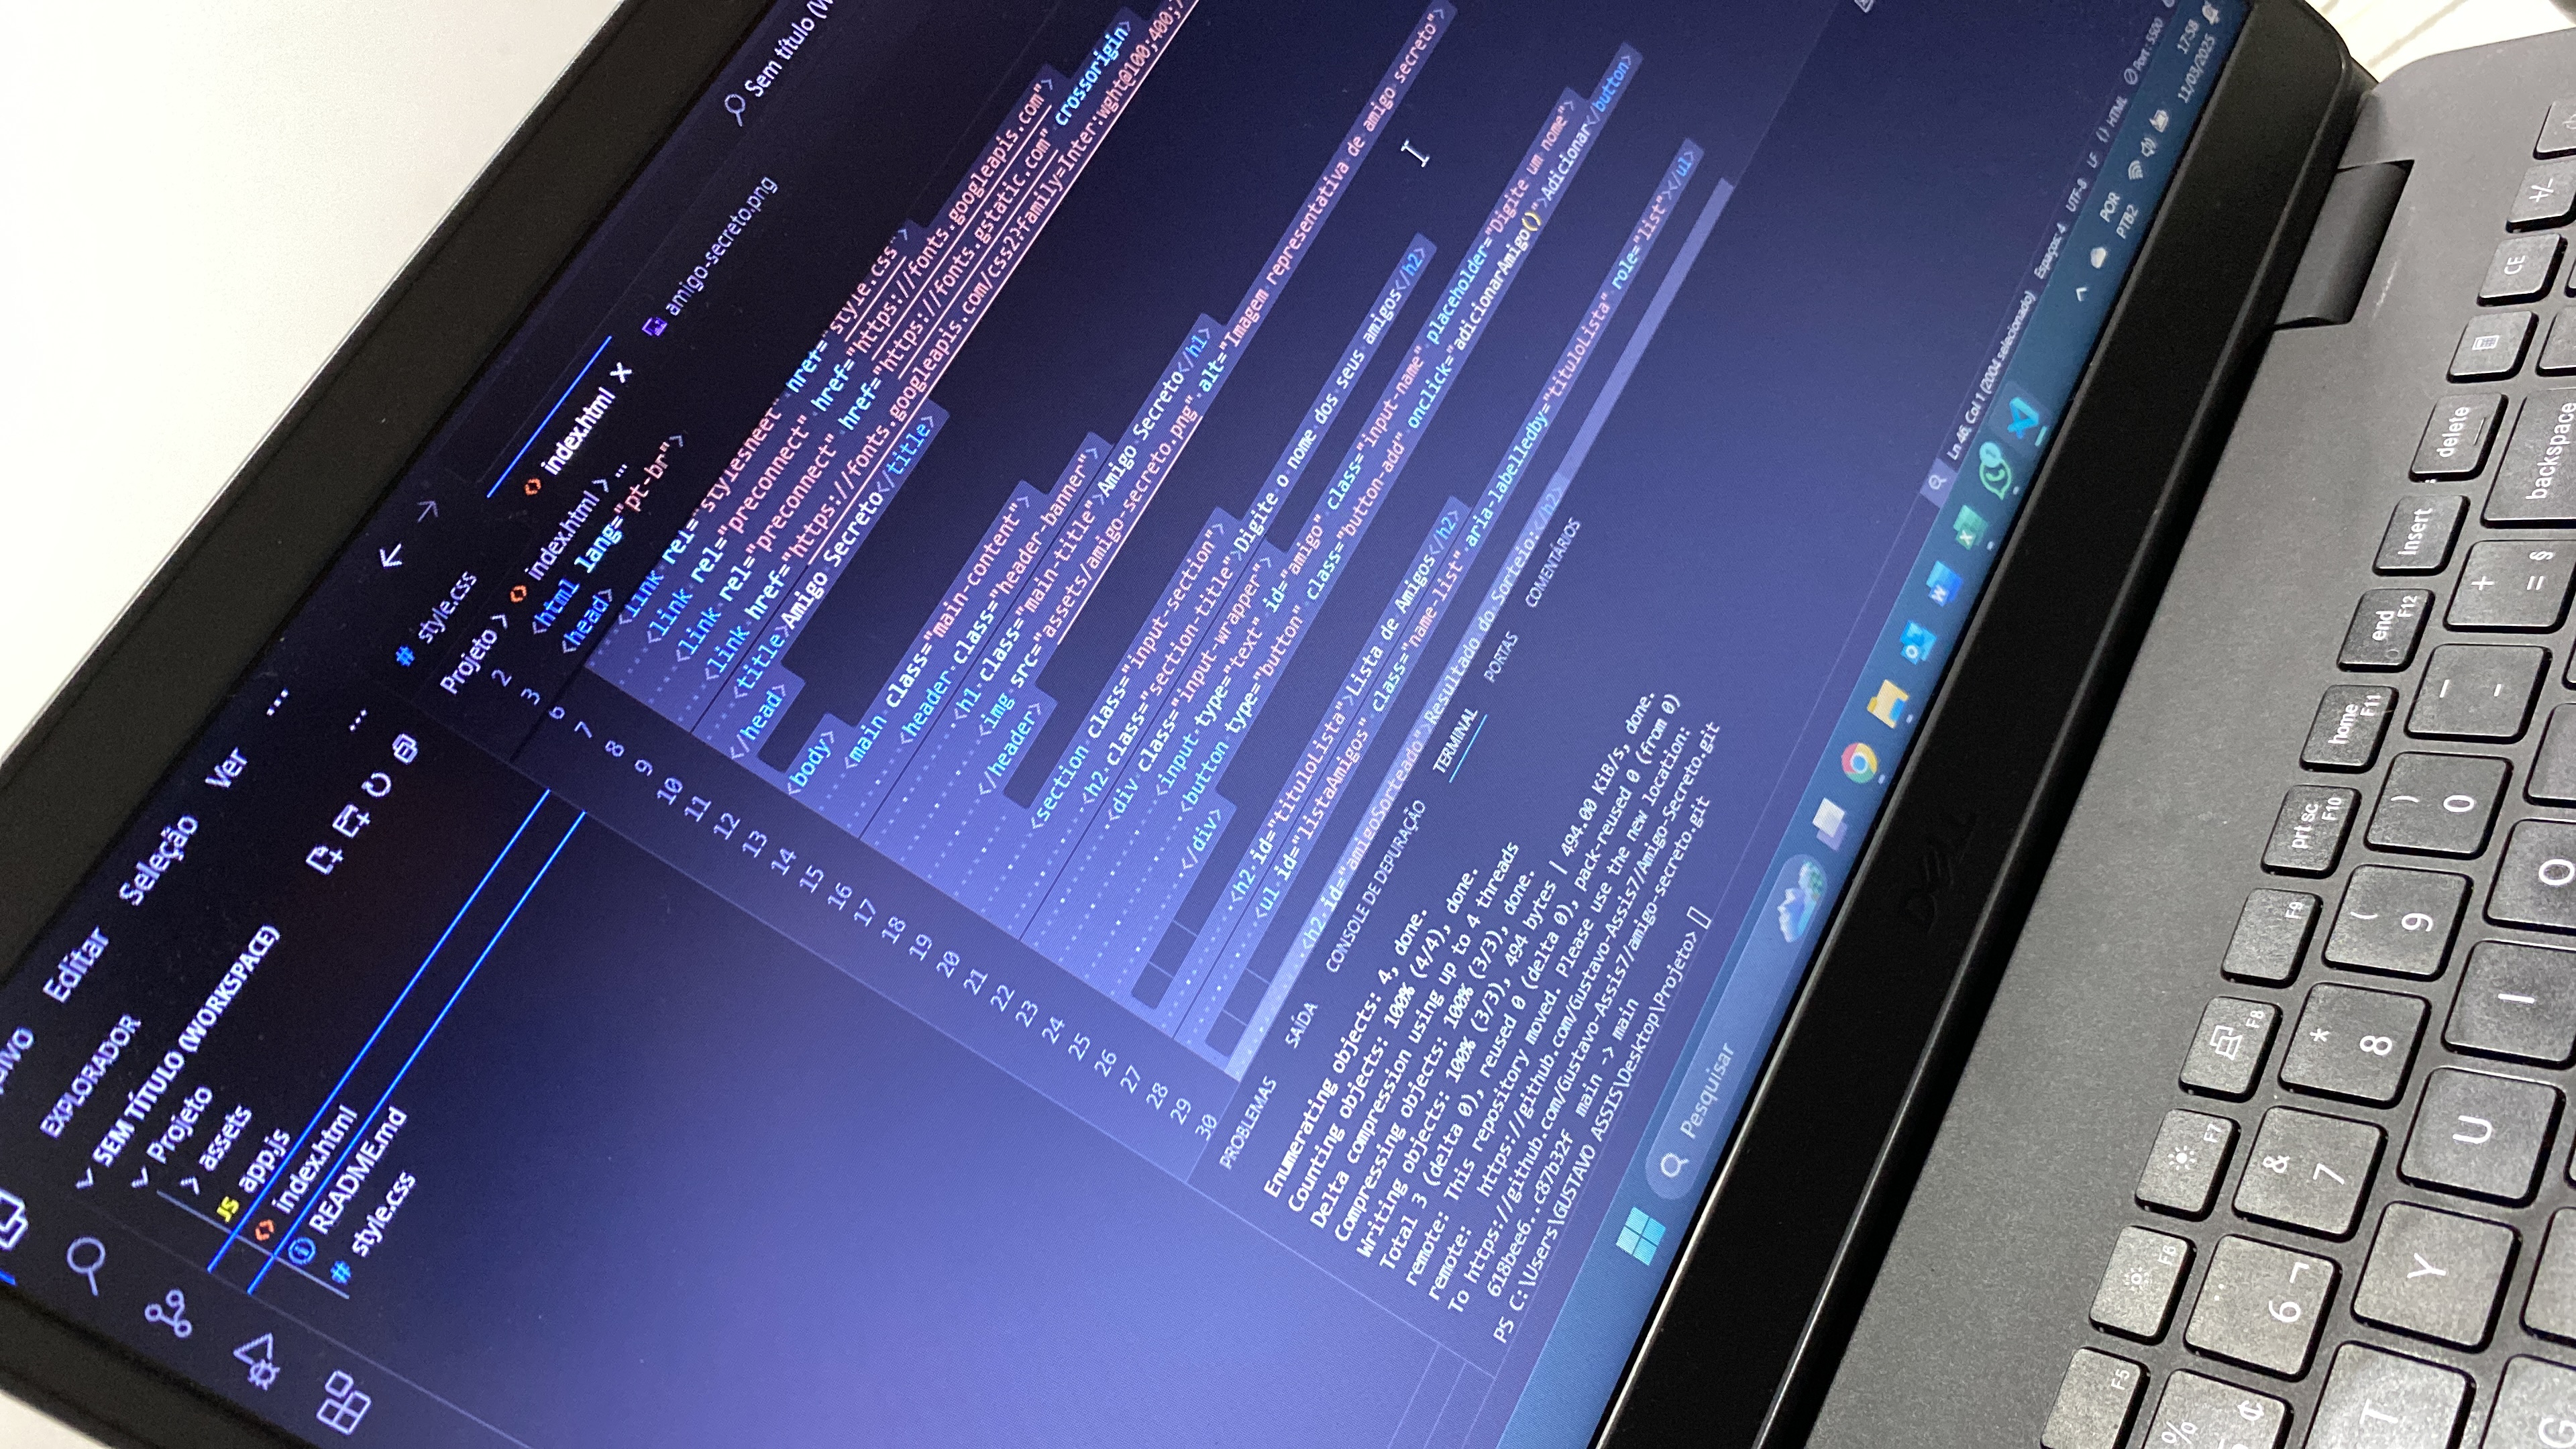 Editar Seleção Ver ...
EXPLORADOR ...
SEM TÍTULO (WORKSPACE)
Projeto
assets
JS app.js
index.html
README.md
# style.css
# style.css
index.html X
amigo-secreto.png
Sem título (W
Projeto > index.html > ...
2 <html lang="pt-br">
3 <head>
6 <link rel="stylesheet" href="style.css">
7 <link rel="preconnect" href="https://fonts.googleapis.com">
8 <link rel="preconnect" href="https://fonts.gstatic.com" crossorigin>
9 <link href="https://fonts.googleapis.com/css2?family=Inter:wght@100;400;
10 <title>Amigo Secreto</title>
11 </head>
12 <body>
13 <main class="main-content">
14 <header class="header-banner">
15 <h1 class="main-title">Amigo Secreto</h1>
16 <img src="assets/amigo-secreto.png" alt="Imagem representativa de amigo secreto">
17 </header>
18
19 <section class="input-section">
20 <h2 class="section-title">Digite o nome dos seus amigos</h2>
21 <div class="input-wrapper">
22 <input type="text" id="amigo" class="input-name" placeholder="Digite um nome">
23 <button type="button" class="button-add" onclick="adicionarAmigo()">Adicionar</button>
24 </div>
25
26 <h2 id="tituloLista">Lista de Amigos</h2>
27 <ul id="listaAmigos" class="name-list" aria-labelledby="tituloLista" role="list"></ul>
28
29 <h2 id="amigoSorteado">Resultado do Sorteio:</h2>
30
PROBLEMAS SAÍDA CONSOLE DE DEPURAÇÃO TERMINAL PORTAS COMENTÁRIOS
Enumerating objects: 4, done.
Counting objects: 100% (4/4), done.
Delta compression using up to 4 threads
Compressing objects: 100% (3/3), done.
Writing objects: 100% (3/3), 494 bytes | 494.00 KiB/s, done.
Total 3 (delta 0), reused 0 (delta 0), pack-reused 0 (from 0)
remote: This repository moved. Please use the new location:
remote: https://github.com/Gustavo-Assis7/Amigo-Secreto.git
To https://github.com/Gustavo-Assis7//amigo-secreto.git
618bee6..c87b32f main -> main
PS C:\Users\GUSTAVO ASSIS\Desktop\Projeto>
Ln 46, Col 1 (2004 selecionado) Espaços: 4 UTF-8 LF {} HTML Port : 5500
Pesquisar
POR
PTB2
17:58
11/03/2025
DELL
F5 F6 F7 F8 F9 prt sc F10 home F11 end F12 insert delete
% ¢ 6 ¬ & 7 * 8 ( 9 ) 0 _ - + = § backspace CE +/-
T Y U I O
G